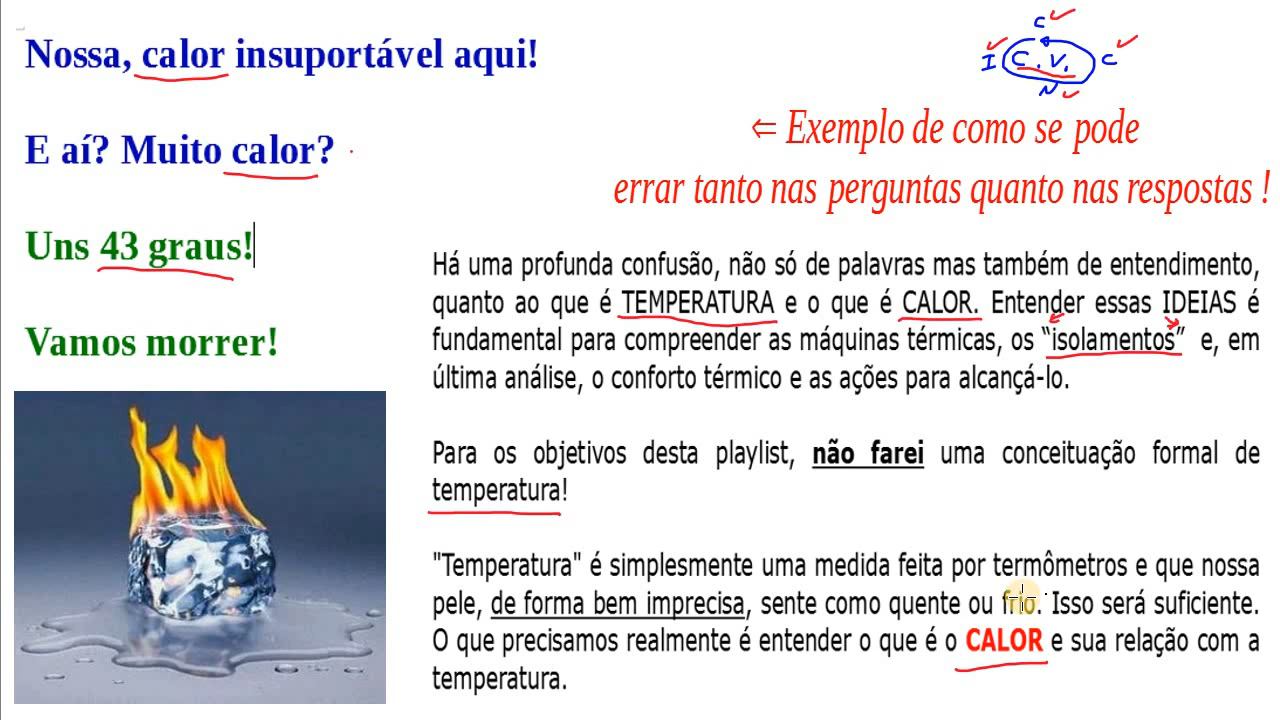 Nossa, calor insuportável aqui!
E aí? Muito calor?
Uns 43 graus!
Vamos morrer!
C
I C.V. C
N
⇐ Exemplo de como se pode
errar tanto nas perguntas quanto nas respostas !
Há uma profunda confusão, não só de palavras mas também de entendimento,
quanto ao que é TEMPERATURA e o que é CALOR. Entender essas IDEIAS é
fundamental para compreender as máquinas térmicas, os “isolamentos” e, em
última análise, o conforto térmico e as ações para alcançá-lo.
Para os objetivos desta playlist, não farei uma conceituação formal de
temperatura!
"Temperatura" é simplesmente uma medida feita por termômetros e que nossa
pele, de forma bem imprecisa, sente como quente ou frio. Isso será suficiente.
O que precisamos realmente é entender o que é o CALOR e sua relação com a
temperatura.